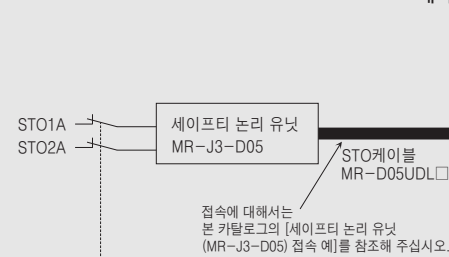 STO1A
STO2A
세이프티 논리 유닛
MR-J3-D05
STO케이블
MR-D05UDL□
접속에 대해서는
본 카탈로그의 [세이프티 논리 유닛
(MR-J3-D05) 접속 예]를 참조해 주십시오.